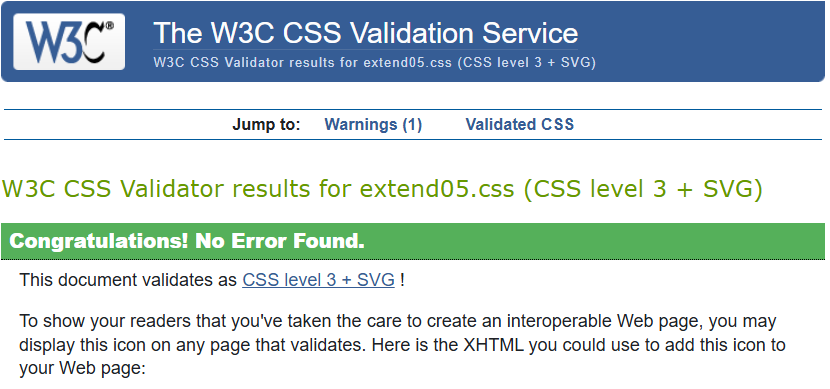 W3C®
The W3C CSS Validation Service
W3C CSS Validator results for extend05.css (CSS level 3 + SVG)
Jump to: Warnings (1) Validated CSS
W3C CSS Validator results for extend05.css (CSS level 3 + SVG)
Congratulations! No Error Found.
This document validates as CSS level 3 + SVG !
To show your readers that you've taken the care to create an interoperable Web page, you may
display this icon on any page that validates. Here is the XHTML you could use to add this icon to
your Web page: